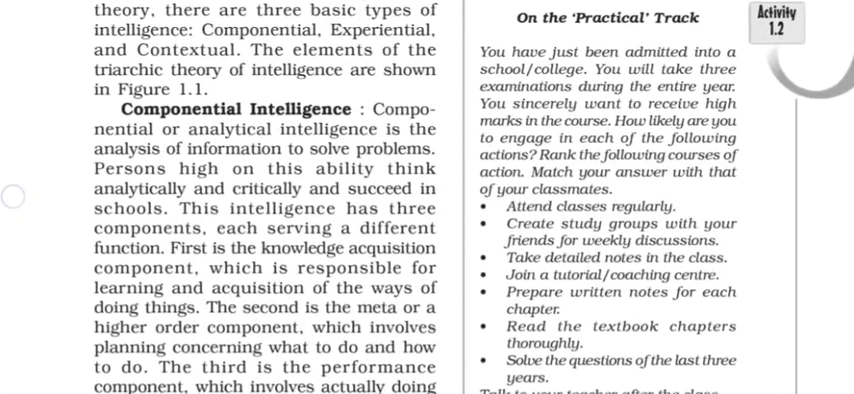 theory, there are three basic types of
intelligence: Componential, Experiential,
and Contextual. The elements of the
triarchic theory of intelligence are shown
in Figure 1.1.
Componential Intelligence : Compo-
nential or analytical intelligence is the
analysis of information to solve problems.
Persons high on this ability think
analytically and critically and succeed in
schools. This intelligence has three
components, each serving a different
function. First is the knowledge acquisition
component, which is responsible for
learning and acquisition of the ways of
doing things. The second is the meta or a
higher order component, which involves
planning concerning what to do and how
to do. The third is the performance
component, which involves actually doing
On the ‘Practical’ Track
Activity
1.2
You have just been admitted into a
school/college. You will take three
examinations during the entire year.
You sincerely want to receive high
marks in the course. How likely are you
to engage in each of the following
actions? Rank the following courses of
action. Match your answer with that
of your classmates.
• Attend classes regularly.
• Create study groups with your
friends for weekly discussions.
• Take detailed notes in the class.
• Join a tutorial/coaching centre.
• Prepare written notes for each
chapter.
• Read the textbook chapters
thoroughly.
• Solve the questions of the last three
years.